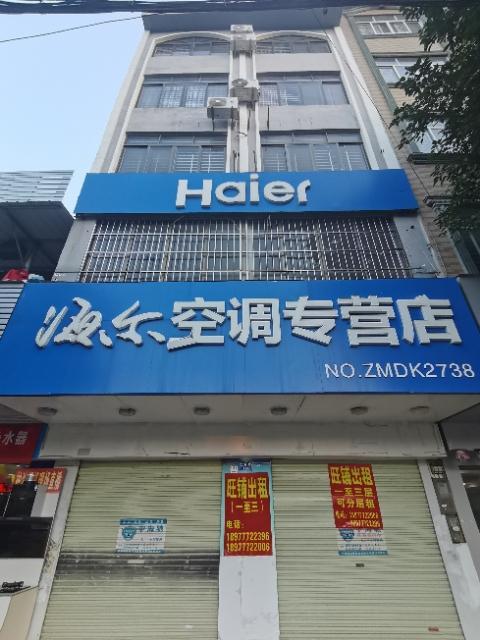 Haier
海尔空调专营店
NO.ZMDK2738
水器
旺铺出租
(一至三)
电话:
18977722396
18977722006
旺铺出租
一至三层
可分层租